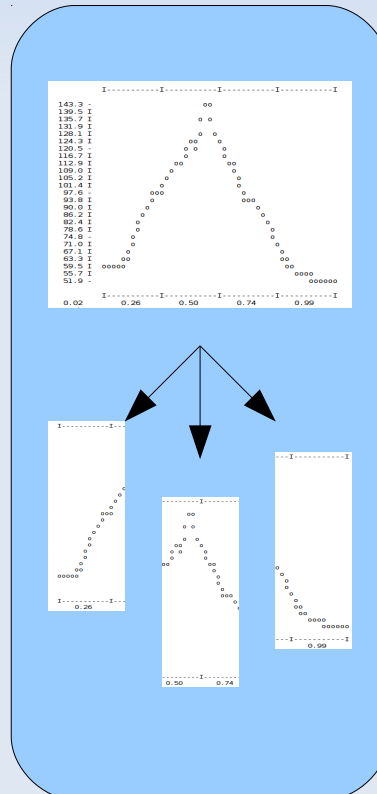 I----------I----------I----------I----------I
143.3 -
139.5 I
135.7 I
131.9 I
128.1 I
124.3 I
120.5 -
116.7 I
112.9 I
109.0 I
105.2 I
101.4 I
97.6 -
93.8 I
90.0 I
86.2 I
82.4 I
78.6 I
74.8 -
71.0 I
67.1 I
63.3 I
59.5 I
55.7 I
51.9 -
I----------I----------I----------I----------I
0.02 0.26 0.50 0.74 0.99
I----------I--
I----------I--
0.26
-------I-------
-------I-------
0.50 0.74
---I----------I
---I----------I
0.99